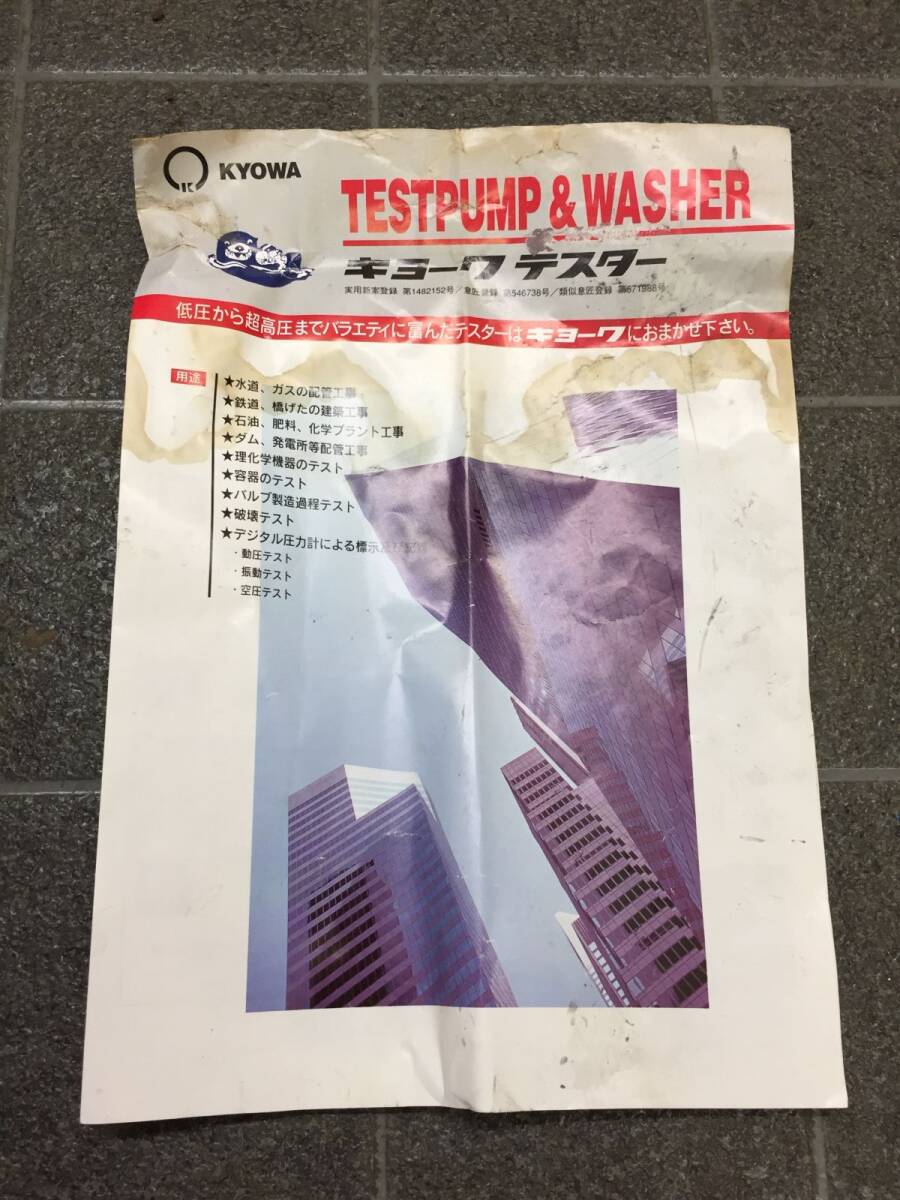 KYOWA
TESTPUMP & WASHER
キョーワ テスター
実用新案登録 第1482152号/意匠登録 第546738号/類似意匠登録 第671988号
低圧から超高圧までバラエティに富んだテスターはキョーワにおまかせ下さい。
用途
★水道、ガスの配管工事
★鉄道、橋げたの建築工事
★石油、肥料、化学プラント工事
★ダム、発電所等配管工事
★理化学機器のテスト
★容器のテスト
★バルブ製造過程テスト
★破壊テスト
★デジタル圧力計による標示及び記録
・動圧テスト
・振動テスト
・空圧テスト